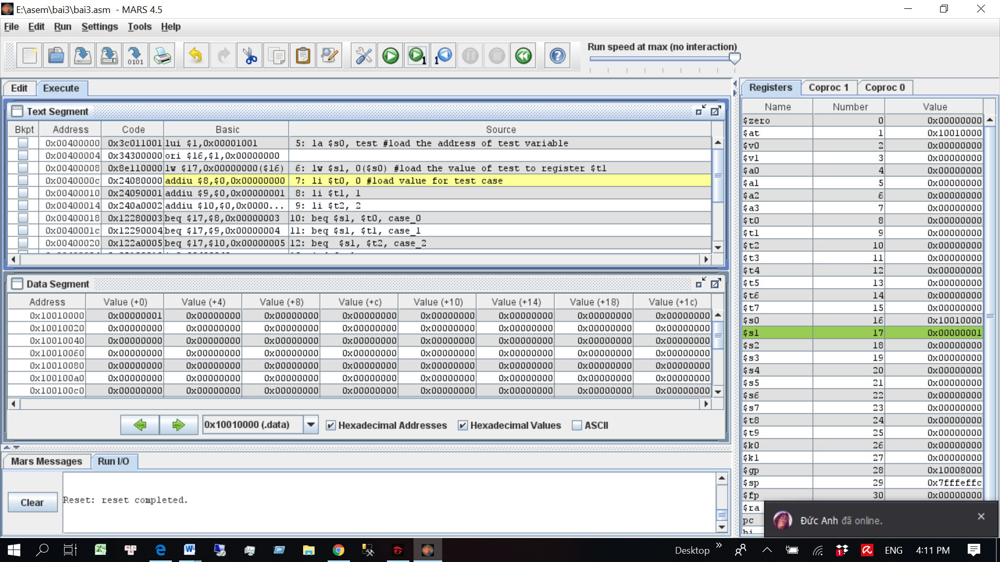 E:\asem\bai3\bai3.asm - MARS 4.5
File Edit Run Settings Tools Help
Run speed at max (no interaction)
Edit Execute
Text Segment
Bkpt Address Code Basic Source
0x00400000 0x3c011001 lui $1,0x00001001 5: la $s0, test #load the address of test variable
0x00400004 0x34300000 ori $16,$1,0x00000000
0x00400008 0x8e110000 lw $17,0x00000000($16) 6: lw $s1, 0($s0) #load the value of test to register $t1
0x0040000c 0x24080000 addiu $8,$0,0x00000000 7: li $t0, 0 #load value for test case
0x00400010 0x24090001 addiu $9,$0,0x00000001 8: li $t1, 1
0x00400014 0x240a0002 addiu $10,$0,0x0000... 9: li $t2, 2
0x00400018 0x12280003 beq $17,$8,0x00000003 10: beq $s1, $t0, case_0
0x0040001c 0x12290004 beq $17,$9,0x00000004 11: beq $s1, $t1, case_1
0x00400020 0x122a0005 beq $17,$10,0x00000005 12: beq $s1, $t2, case_2
Data Segment
Address Value (+0) Value (+4) Value (+8) Value (+c) Value (+10) Value (+14) Value (+18) Value (+1c)
0x10010000 0x00000001 0x00000000 0x00000000 0x00000000 0x00000000 0x00000000 0x00000000 0x00000000
0x10010020 0x00000000 0x00000000 0x00000000 0x00000000 0x00000000 0x00000000 0x00000000 0x00000000
0x10010040 0x00000000 0x00000000 0x00000000 0x00000000 0x00000000 0x00000000 0x00000000 0x00000000
0x10010060 0x00000000 0x00000000 0x00000000 0x00000000 0x00000000 0x00000000 0x00000000 0x00000000
0x10010080 0x00000000 0x00000000 0x00000000 0x00000000 0x00000000 0x00000000 0x00000000 0x00000000
0x100100a0 0x00000000 0x00000000 0x00000000 0x00000000 0x00000000 0x00000000 0x00000000 0x00000000
0x100100c0 0x00000000 0x00000000 0x00000000 0x00000000 0x00000000 0x00000000 0x00000000 0x00000000
0x10010000 (.data) Hexadecimal Addresses Hexadecimal Values ASCII
Mars Messages Run I/O
Clear
Reset: reset completed.
Registers Coproc 1 Coproc 0
Name Number Value
$zero 0 0x00000000
$at 1 0x10010000
$v0 2 0x00000000
$v1 3 0x00000000
$a0 4 0x00000000
$a1 5 0x00000000
$a2 6 0x00000000
$a3 7 0x00000000
$t0 8 0x00000000
$t1 9 0x00000000
$t2 10 0x00000000
$t3 11 0x00000000
$t4 12 0x00000000
$t5 13 0x00000000
$t6 14 0x00000000
$t7 15 0x00000000
$s0 16 0x10010000
$s1 17 0x00000001
$s2 18 0x00000000
$s3 19 0x00000000
$s4 20 0x00000000
$s5 21 0x00000000
$s6 22 0x00000000
$s7 23 0x00000000
$t8 24 0x00000000
$t9 25 0x00000000
$k0 26 0x00000000
$k1 27 0x00000000
$gp 28 0x10008000
$sp 29 0x7fffeffc
$fp 30 0x00000000
$ra
pc
hi
Đức Anh đã online.
Desktop ENG 4:11 PM